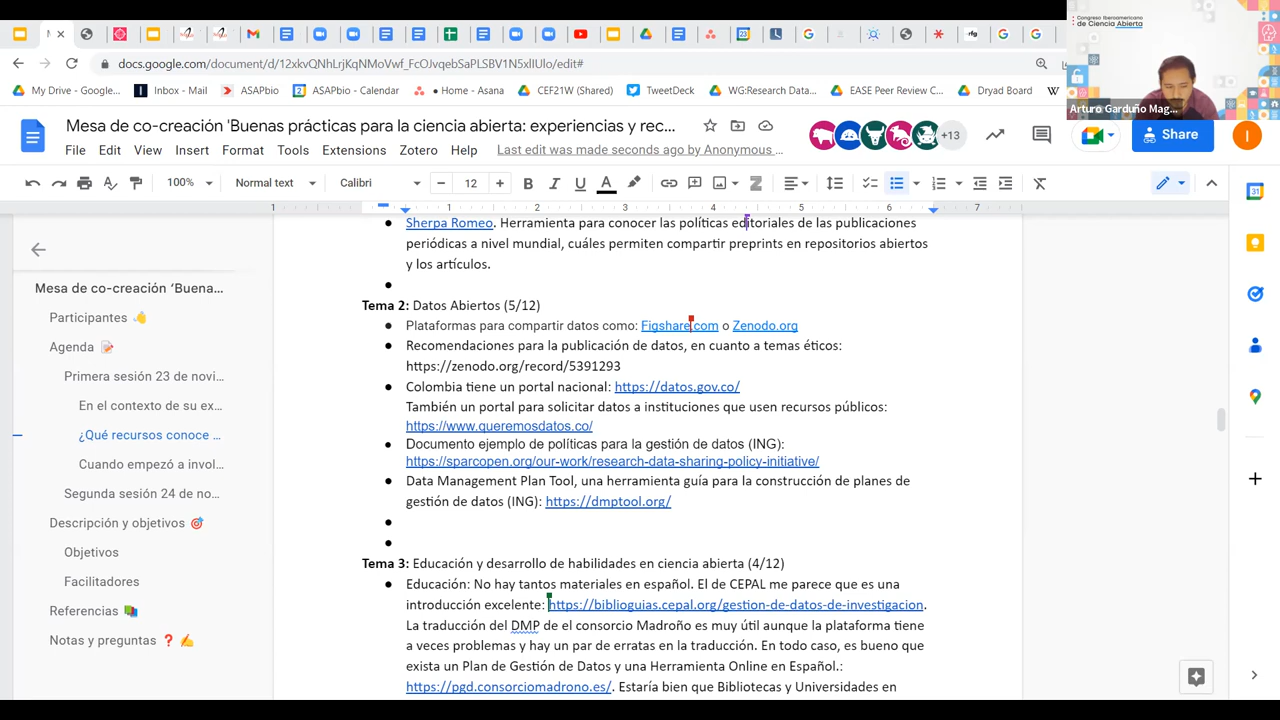 docs.google.com/document/d/12xkvQNhLrjKqNMoVwf_FcOJvqebSaPLSBV1N5xlIUlo/edit#
My Drive - Google...
Inbox - Mail
ASAPbio
ASAPbio - Calendar
• Home - Asana
CEF21W (Shared)
TweetDeck
WG:Research Data...
EASE Peer Review C...
Dryad Board
Congreso Iberoamericano
de Ciencia Abierta
Arturo Garduño Mag...
Mesa de co-creación 'Buenas prácticas para la ciencia abierta: experiencias y rec...
File Edit View Insert Format Tools Extensions Zotero Help
Last edit was made seconds ago by Anonymous ...
+13
Share
I
100% Normal text Calibri 12
1 1 2 3 4 5 6 7
Mesa de co-creación ‘Buena...
Participantes 👋
Agenda 📝
Primera sesión 23 de novi...
En el contexto de su ex...
¿Qué recursos conoce ...
Cuando empezó a invol...
Segunda sesión 24 de no...
Descripción y objetivos 🎯
Objetivos
Facilitadores
Referencias 📚
Notas y preguntas ❓ ✍️
● Sherpa Romeo. Herramienta para conocer las políticas editoriales de las publicaciones
periódicas a nivel mundial, cuáles permiten compartir preprints en repositorios abiertos
y los artículos.
Tema 2: Datos Abiertos (5/12)
● Plataformas para compartir datos como: Figshare.com o Zenodo.org
● Recomendaciones para la publicación de datos, en cuanto a temas éticos:
https://zenodo.org/record/5391293
● Colombia tiene un portal nacional: https://datos.gov.co/
También un portal para solicitar datos a instituciones que usen recursos públicos:
https://www.queremosdatos.co/
● Documento ejemplo de políticas para la gestión de datos (ING):
https://sparcopen.org/our-work/research-data-sharing-policy-initiative/
● Data Management Plan Tool, una herramienta guía para la construcción de planes de
gestión de datos (ING): https://dmptool.org/
Tema 3: Educación y desarrollo de habilidades en ciencia abierta (4/12)
● Educación: No hay tantos materiales en español. El de CEPAL me parece que es una
introducción excelente: https://biblioguias.cepal.org/gestion-de-datos-de-investigacion.
La traducción del DMP de el consorcio Madroño es muy útil aunque la plataforma tiene
a veces problemas y hay un par de erratas en la traducción. En todo caso, es bueno que
exista un Plan de Gestión de Datos y una Herramienta Online en Español.:
https://pgd.consorciomadrono.es/. Estaría bien que Bibliotecas y Universidades en